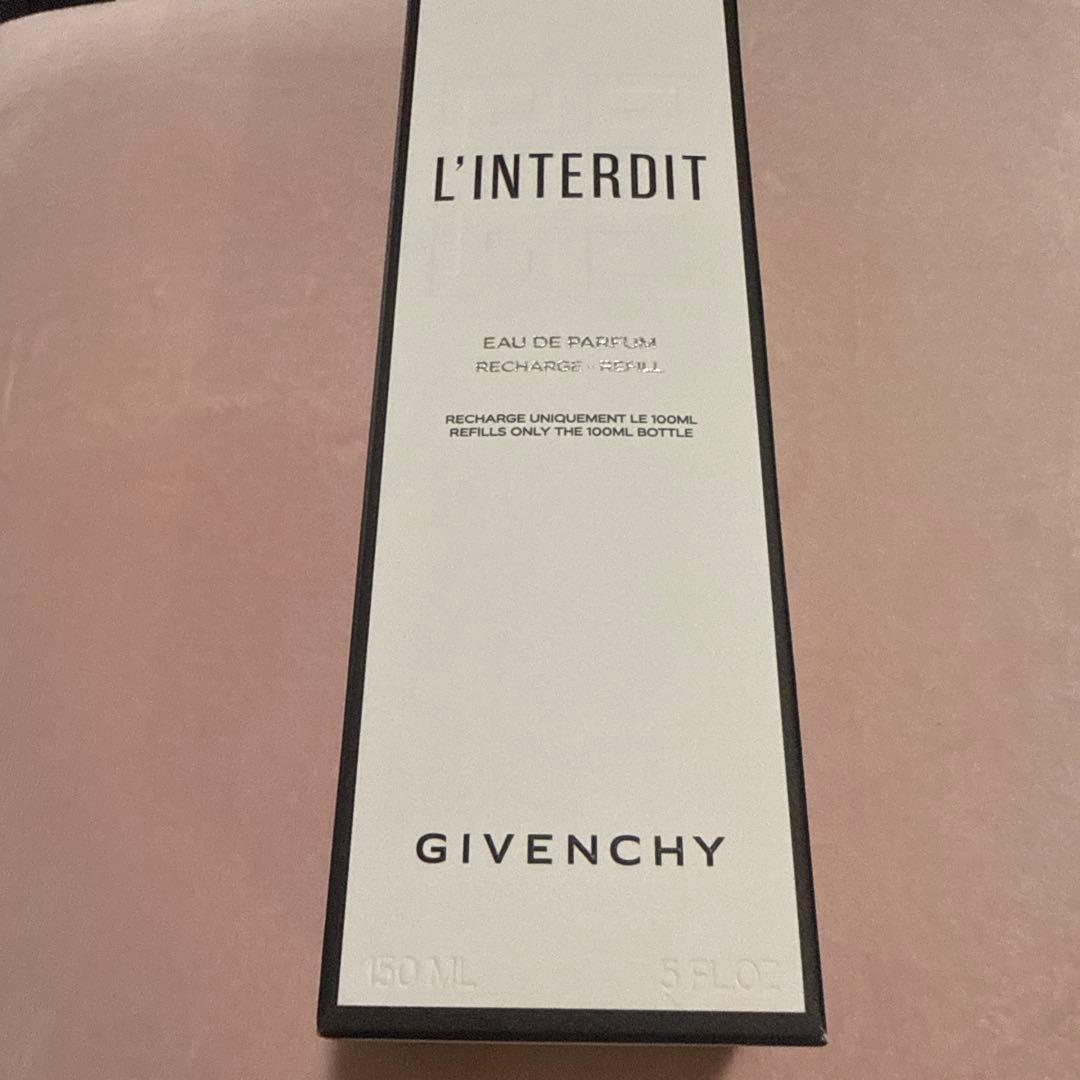 L'INTERDIT
EAU DE PARFUM
RECHARGE - REFILL
RECHARGE UNIQUEMENT LE 100ML
REFILLS ONLY THE 100ML BOTTLE
GIVENCHY
150 ML 5 FL.OZ